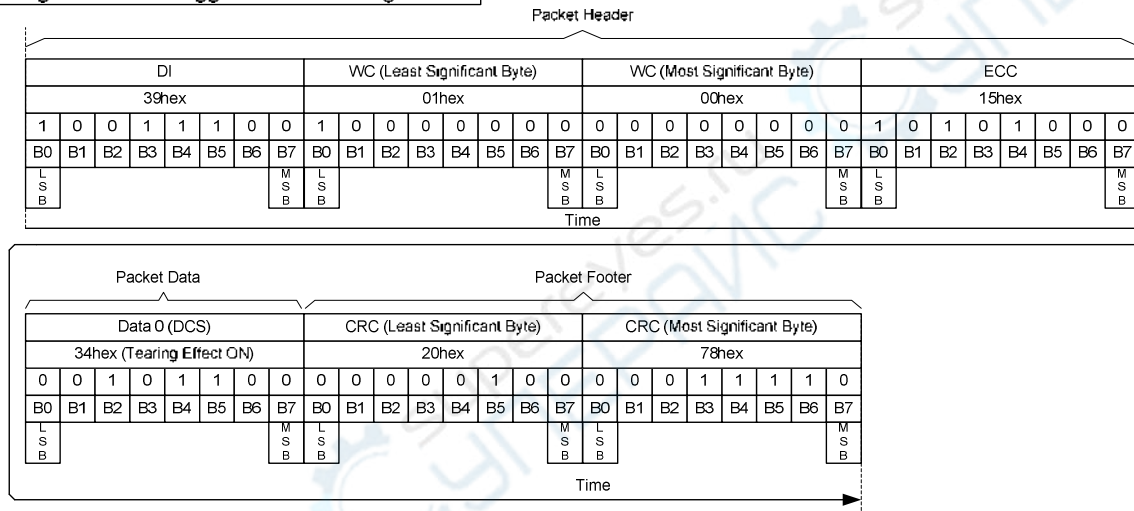 Packet Header
DI WC (Least Significant Byte) WC (Most Significant Byte) ECC
39hex 01hex 00hex 15hex
1 0 0 1 1 1 0 0 1 0 0 0 0 0 0 0 0 0 0 0 0 0 0 0 1 0 1 0 1 0 0 0
B0 B1 B2 B3 B4 B5 B6 B7 B0 B1 B2 B3 B4 B5 B6 B7 B0 B1 B2 B3 B4 B5 B6 B7 B0 B1 B2 B3 B4 B5 B6 B7
LSB MSB LSB MSB LSB MSB LSB MSB
Time
Packet Data Packet Footer
Data 0 (DCS) CRC (Least Significant Byte) CRC (Most Significant Byte)
34hex (Tearing Effect ON) 20hex 78hex
0 0 1 0 1 1 0 0 0 0 0 0 0 1 0 0 0 0 0 1 1 1 1 0
B0 B1 B2 B3 B4 B5 B6 B7 B0 B1 B2 B3 B4 B5 B6 B7 B0 B1 B2 B3 B4 B5 B6 B7
LSB MSB LSB MSB LSB MSB
Time
supereyes.ru
УПЕРАЙС